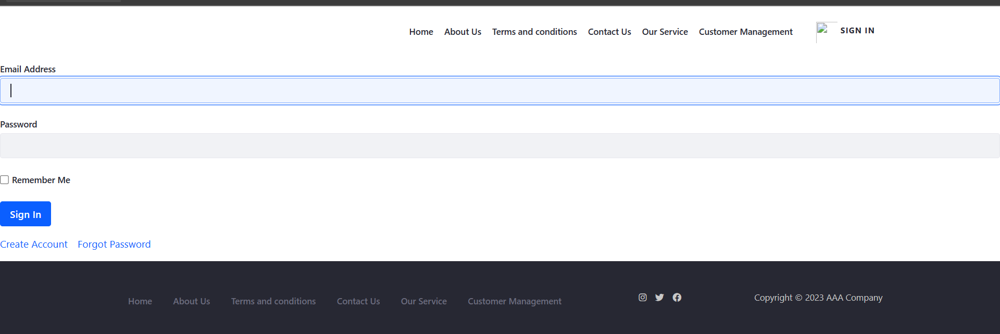 Home About Us Terms and conditions Contact Us Our Service Customer Management SIGN IN
Email Address
Password
Remember Me
Sign In
Create Account Forgot Password
Home About Us Terms and conditions Contact Us Our Service Customer Management Copyright © 2023 AAA Company